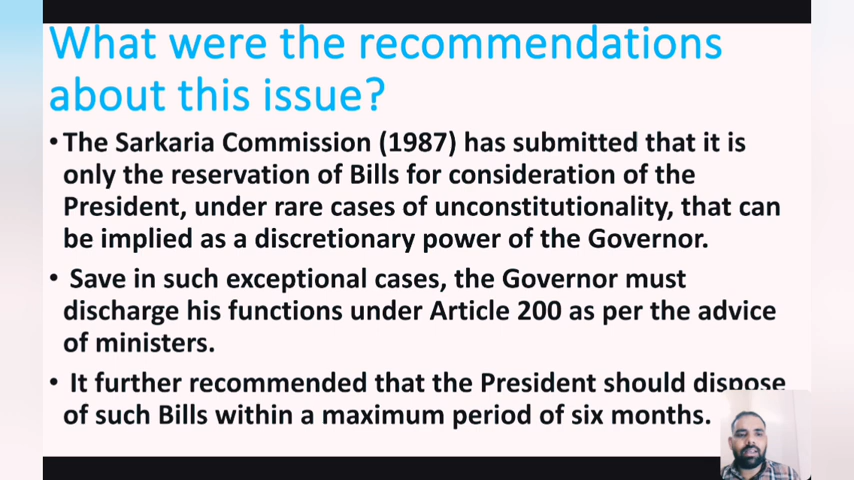 What were the recommendations
about this issue?
• The Sarkaria Commission (1987) has submitted that it is
only the reservation of Bills for consideration of the
President, under rare cases of unconstitutionality, that can
be implied as a discretionary power of the Governor.
• Save in such exceptional cases, the Governor must
discharge his functions under Article 200 as per the advice
of ministers.
• It further recommended that the President should dispose
of such Bills within a maximum period of six months.